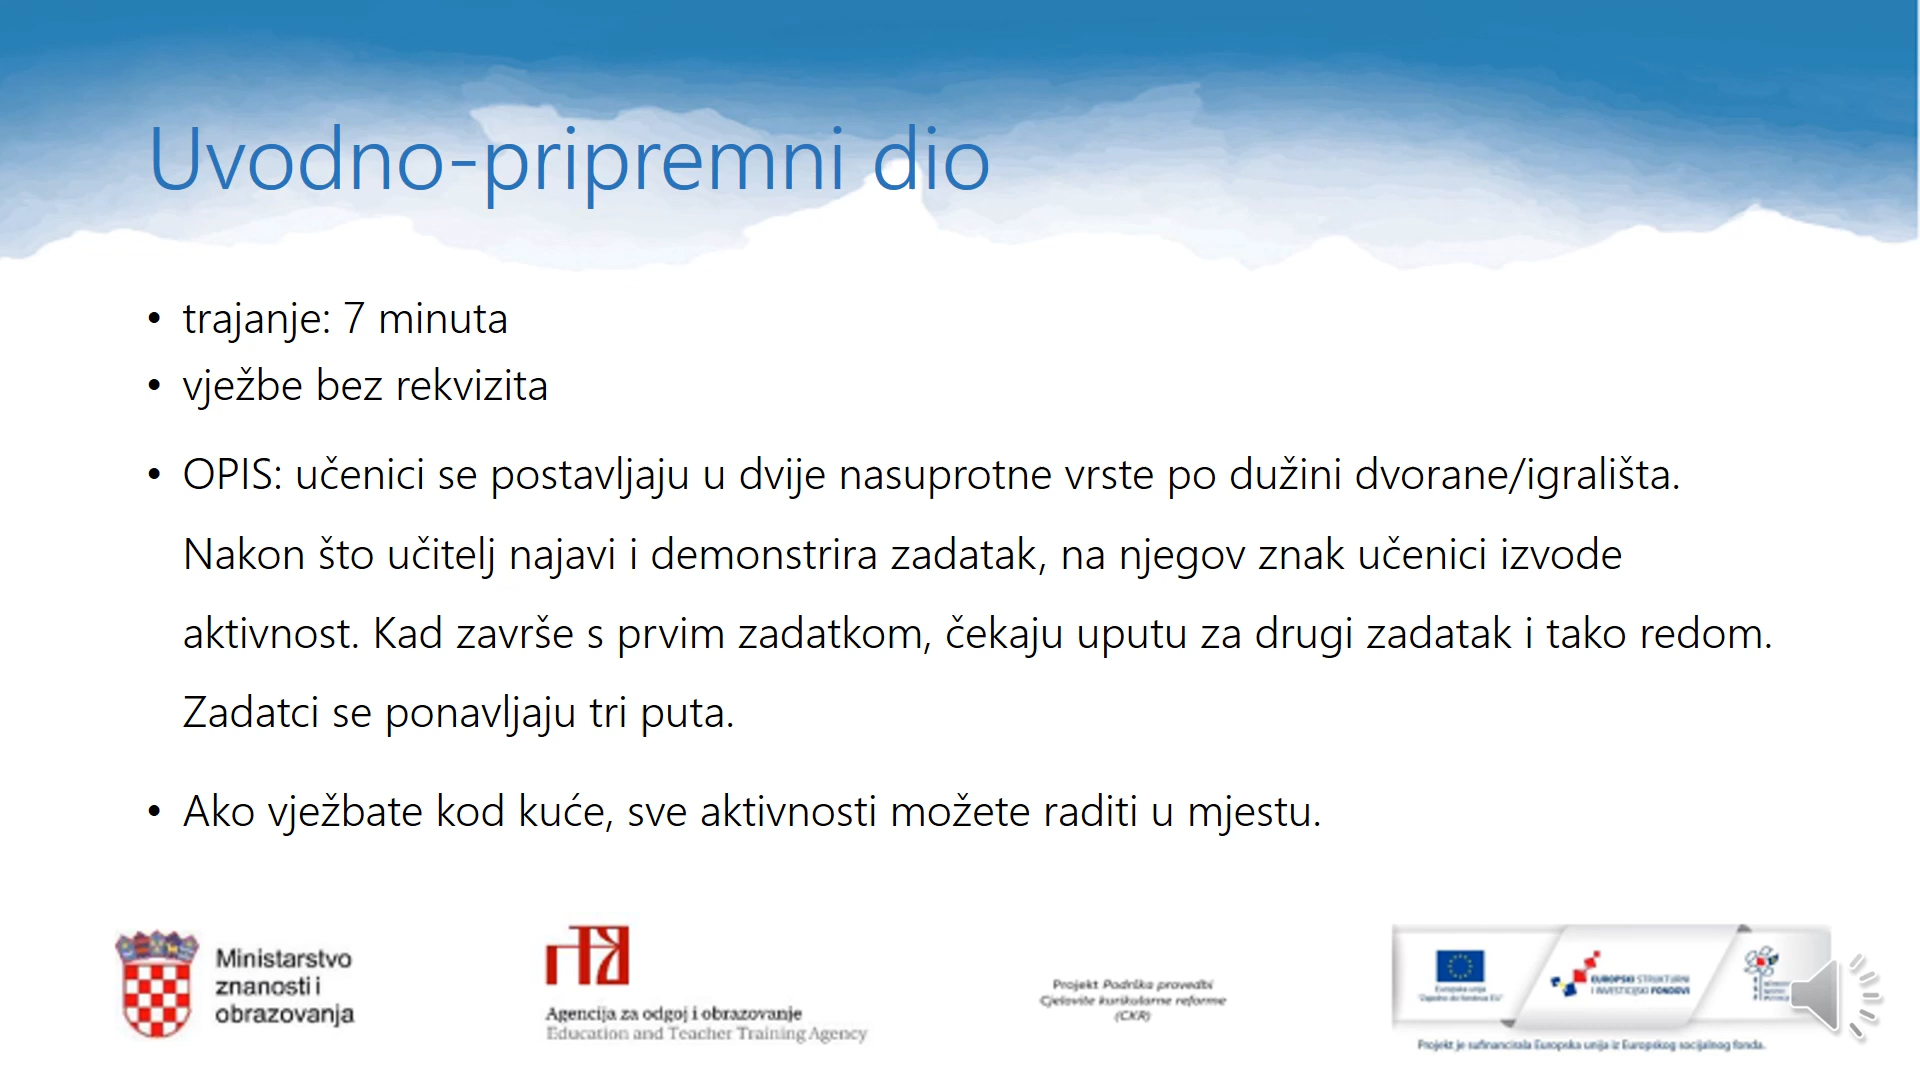 Uvodno-pripremni dio
• trajanje: 7 minuta
• vježbe bez rekvizita
• OPIS: učenici se postavljaju u dvije nasuprotne vrste po dužini dvorane/igrališta.
Nakon što učitelj najavi i demonstrira zadatak, na njegov znak učenici izvode
aktivnost. Kad završe s prvim zadatkom, čekaju uputu za drugi zadatak i tako redom.
Zadatci se ponavljaju tri puta.
• Ako vježbate kod kuće, sve aktivnosti možete raditi u mjestu.
Ministarstvo
znanosti i
obrazovanja
Agencija za odgoj i obrazovanje
Education and Teacher Training Agency
Projekt Podrška provedbi
Cjelovite kurikularne reforme
(CKR)
Europska unija
"Zajedno do fondova EU"
EUROPSKI STRUKTURNI
I INVESTICIJSKI FONDOVI
Projekt je sufinancirala Europska unija iz Europskog socijalnog fonda.